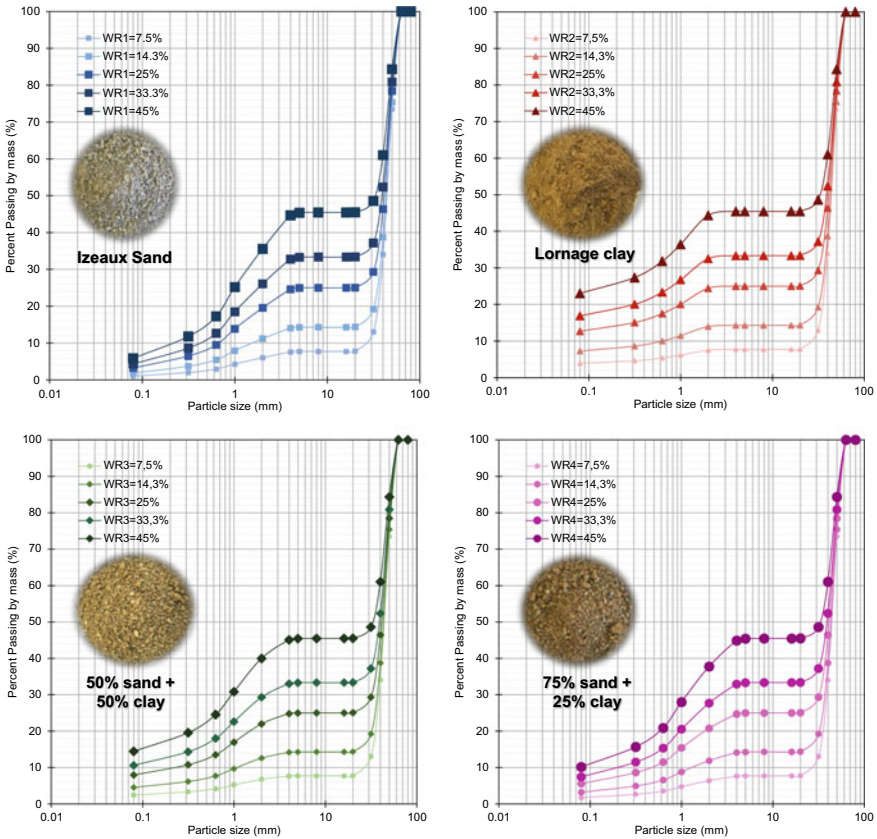 100
90
80
70
60
50
40
30
20
10
0
Percent Passing by mass (%)
WR1=7.5%
WR1=14.3%
WR1=25%
WR1=33.3%
WR1=45%
Izeaux Sand
0.01
0.1
1
10
100
Particle size (mm)
100
90
80
70
60
50
40
30
20
10
0
Percent Passing by mass (%)
WR2=7,5%
WR2=14,3%
WR2=25%
WR2=33,3%
WR2=45%
Lornage clay
0.01
0.1
1
10
100
Particle size (mm)
100
90
80
70
60
50
40
30
20
10
0
Percent Passing by mass (%)
WR3=7,5%
WR3=14,3%
WR3=25%
WR3=33,3%
WR3=45%
50% sand +
50% clay
0.01
0.1
1
10
100
Particle size (mm)
100
90
80
70
60
50
40
30
20
10
0
Percent Passing by mass (%)
WR4=7,5%
WR4=14,3%
WR4=25%
WR4=33,3%
WR4=45%
75% sand +
25% clay
0.01
0.1
1
10
100
Particle size (mm)